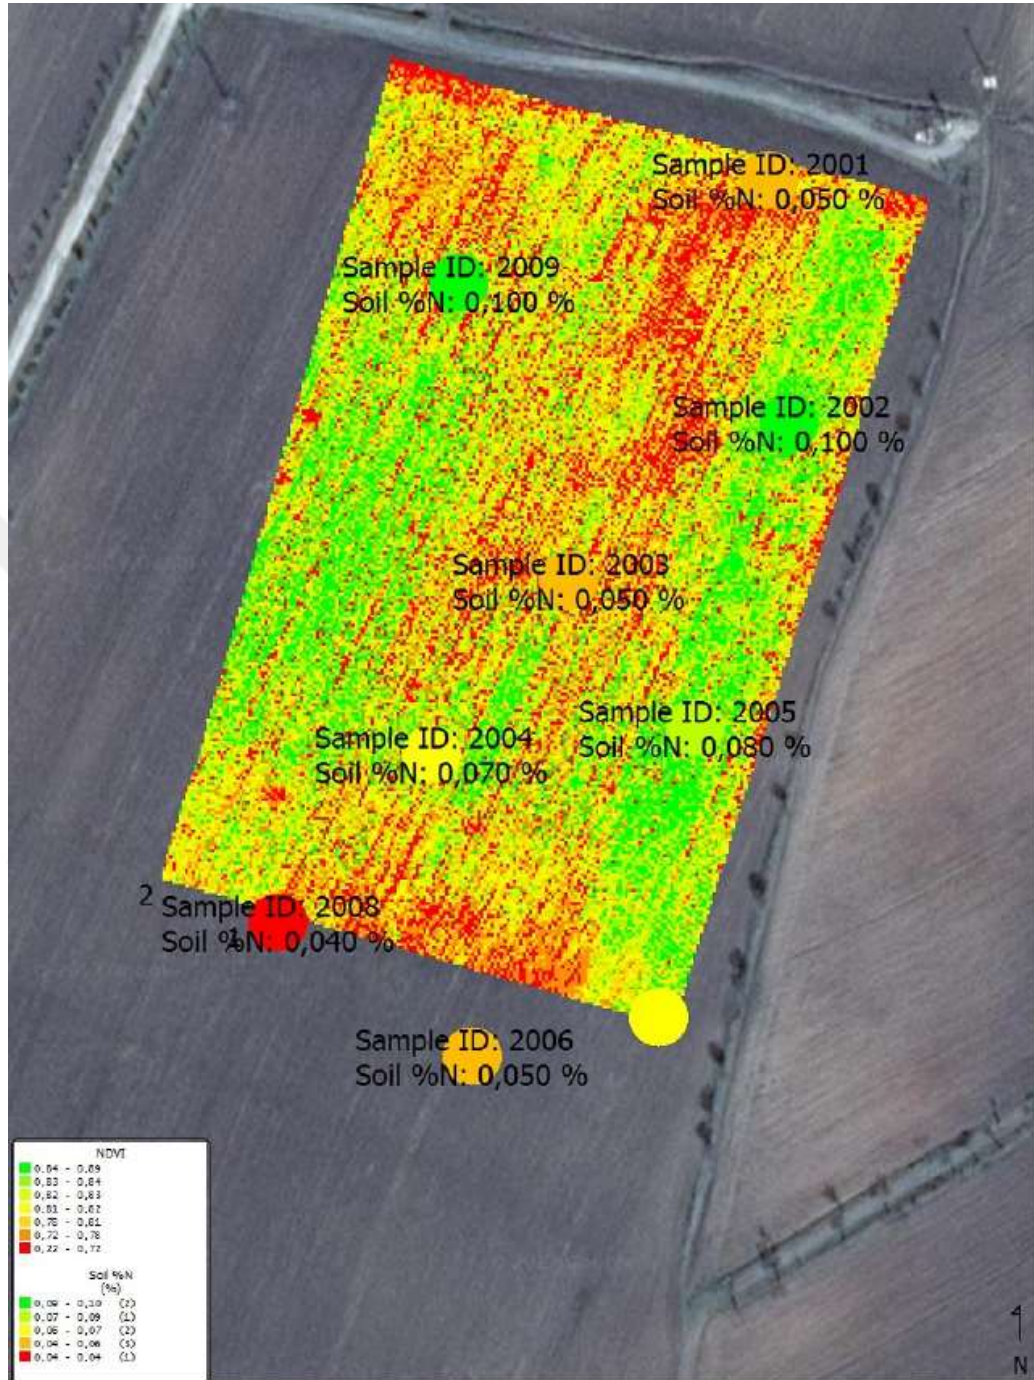 Sample ID: 2001
Soil %N: 0,050 %
Sample ID: 2009
Soil %N: 0,100 %
Sample ID: 2002
Soil %N: 0,100 %
Sample ID: 2003
Soil %N: 0,050 %
Sample ID: 2005
Soil %N: 0,080 %
Sample ID: 2004
Soil %N: 0,070 %
2
Sample ID: 2008
1
Soil %N: 0,040 %
Sample ID: 2006
Soil %N: 0,050 %
NDVI
0,84 - 0,89
0,83 - 0,84
0,82 - 0,83
0,81 - 0,82
0,78 - 0,81
0,72 - 0,78
0,22 - 0,72
Soil %N
(%)
0,09 - 0,10 (2)
0,07 - 0,09 (1)
0,06 - 0,07 (2)
0,04 - 0,06 (3)
0,04 - 0,04 (1)
N